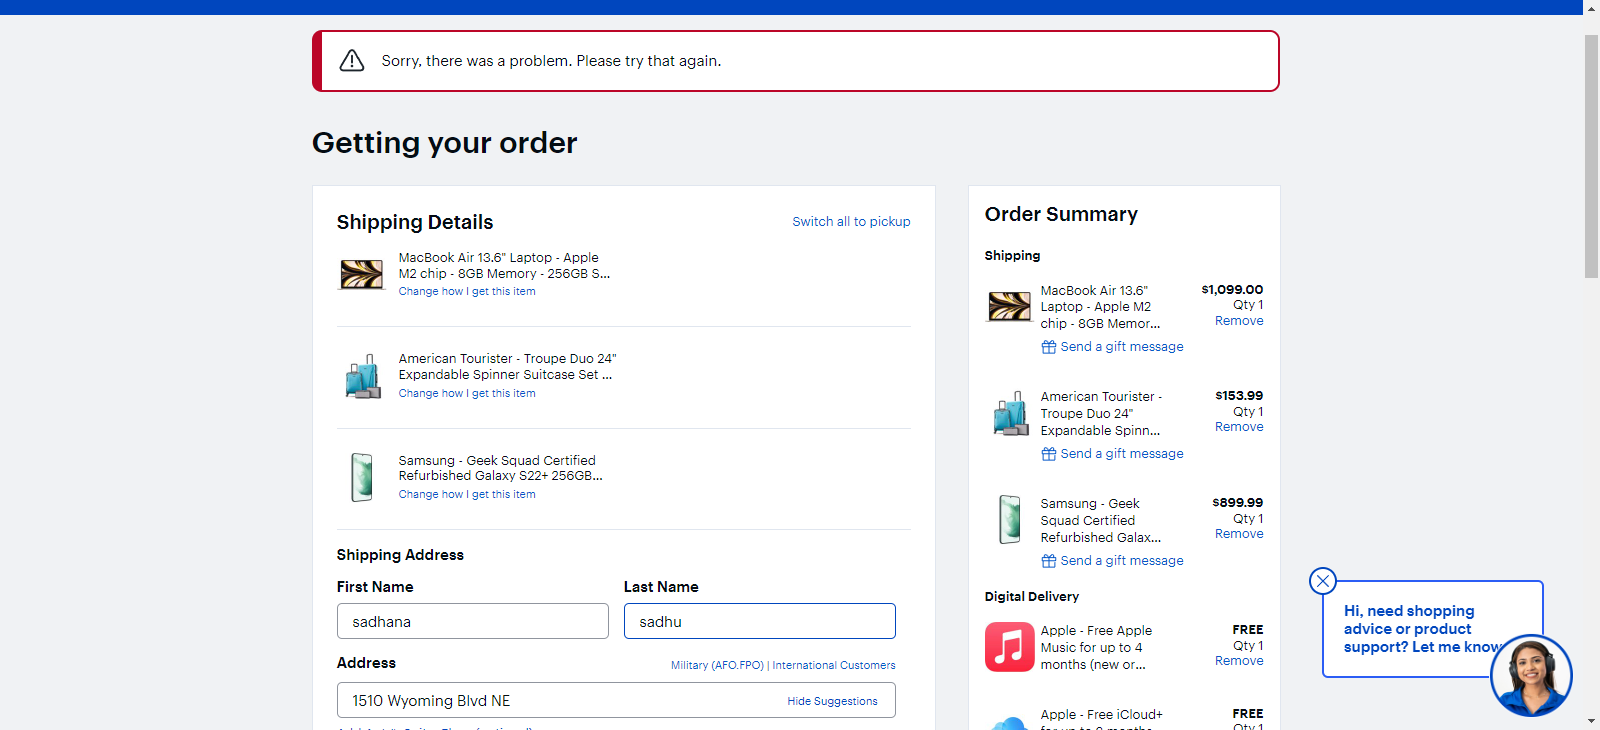 Sorry, there was a problem. Please try that again.
Getting your order
Shipping Details
Switch all to pickup
MacBook Air 13.6" Laptop - Apple
M2 chip - 8GB Memory - 256GB S...
Change how I get this item
American Tourister - Troupe Duo 24"
Expandable Spinner Suitcase Set ...
Change how I get this item
Samsung - Geek Squad Certified
Refurbished Galaxy S22+ 256GB...
Change how I get this item
Shipping Address
First Name
Last Name
sadhana
sadhu
Address
Military (AFO.FPO) | International Customers
1510 Wyoming Blvd NE
Hide Suggestions
Order Summary
Shipping
MacBook Air 13.6"
Laptop - Apple M2
chip - 8GB Memor...
$1,099.00
Qty 1
Remove
Send a gift message
American Tourister -
Troupe Duo 24"
Expandable Spinn...
$153.99
Qty 1
Remove
Send a gift message
Samsung - Geek
Squad Certified
Refurbished Galax...
$899.99
Qty 1
Remove
Send a gift message
Digital Delivery
Apple - Free Apple
Music for up to 4
months (new or...
FREE
Qty 1
Remove
Apple - Free iCloud+
FREE
Qty 1
Hi, need shopping
advice or product
support? Let me know